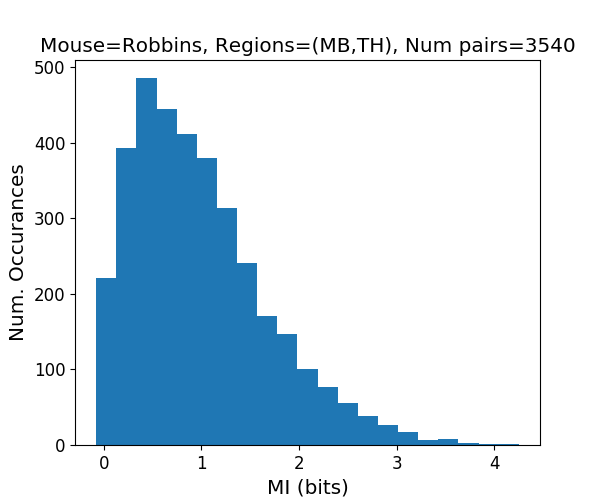 Mouse=Robbins, Regions=(MB,TH), Num pairs=3540
500
400
300
200
100
0
Num. Occurances
0 1 2 3 4
MI (bits)